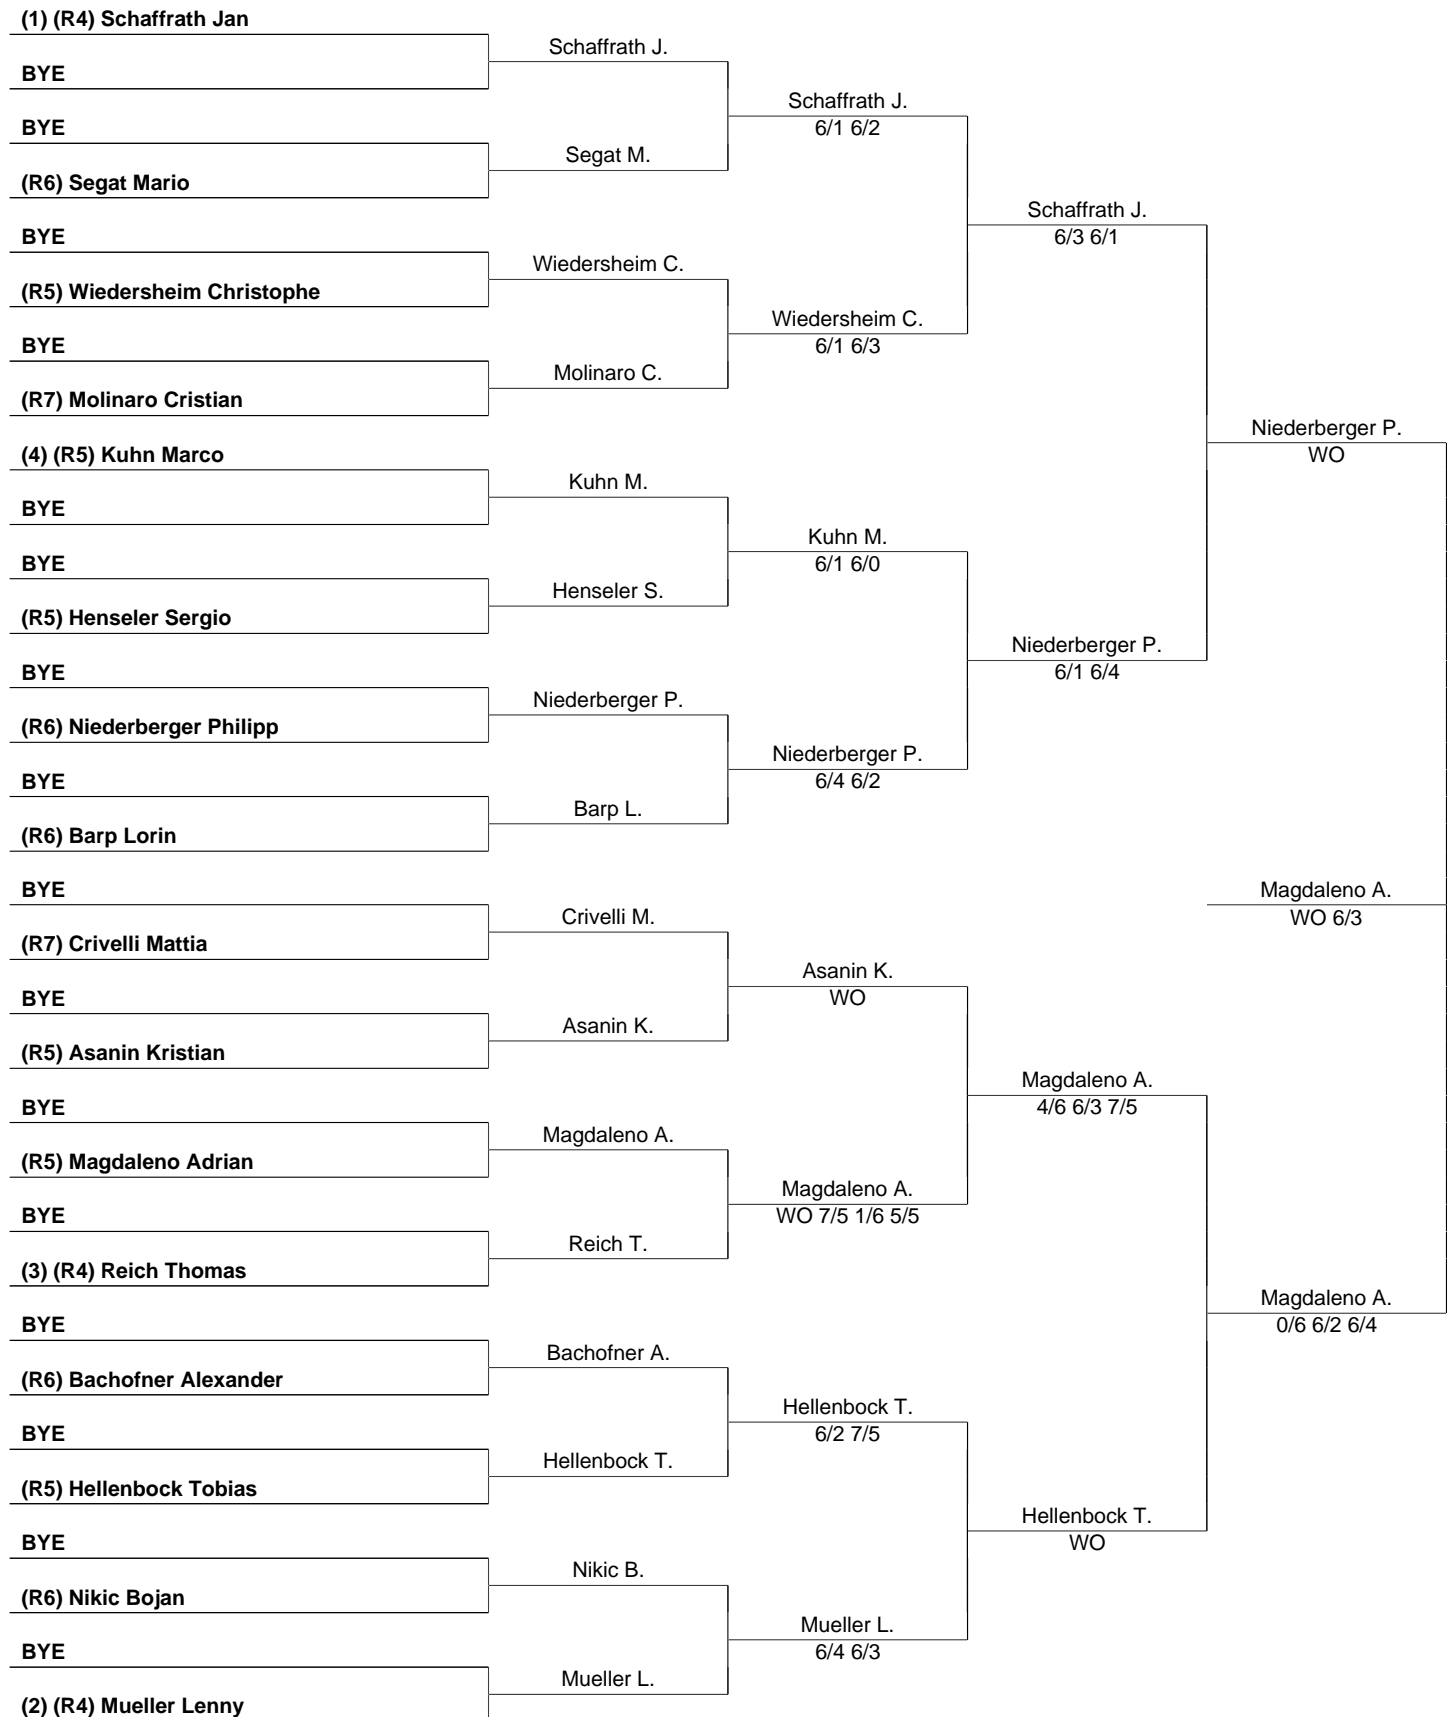 (1) (R4) Schaffrath Jan
Schaffrath J.
BYE
Schaffrath J.
BYE
6/1 6/2
Segat M.
(R6) Segat Mario
Schaffrath J.
BYE
6/3 6/1
Wiedersheim C.
(R5) Wiedersheim Christophe
Wiedersheim C.
BYE
6/1 6/3
Molinaro C.
(R7) Molinaro Cristian
Niederberger P.
(4) (R5) Kuhn Marco
WO
Kuhn M.
BYE
Kuhn M.
BYE
6/1 6/0
Henseler S.
(R5) Henseler Sergio
Niederberger P.
BYE
6/1 6/4
Niederberger P.
(R6) Niederberger Philipp
Niederberger P.
BYE
6/4 6/2
Barp L.
(R6) Barp Lorin
BYE
Magdaleno A.
Crivelli M.
WO 6/3
(R7) Crivelli Mattia
Asanin K.
BYE
WO
Asanin K.
(R5) Asanin Kristian
Magdaleno A.
BYE
4/6 6/3 7/5
Magdaleno A.
(R5) Magdaleno Adrian
Magdaleno A.
BYE
WO 7/5 1/6 5/5
Reich T.
(3) (R4) Reich Thomas
Magdaleno A.
BYE
0/6 6/2 6/4
Bachofner A.
(R6) Bachofner Alexander
Hellenbock T.
BYE
6/2 7/5
Hellenbock T.
(R5) Hellenbock Tobias
Hellenbock T.
BYE
WO
Nikic B.
(R6) Nikic Bojan
Mueller L.
BYE
6/4 6/3
Mueller L.
(2) (R4) Mueller Lenny